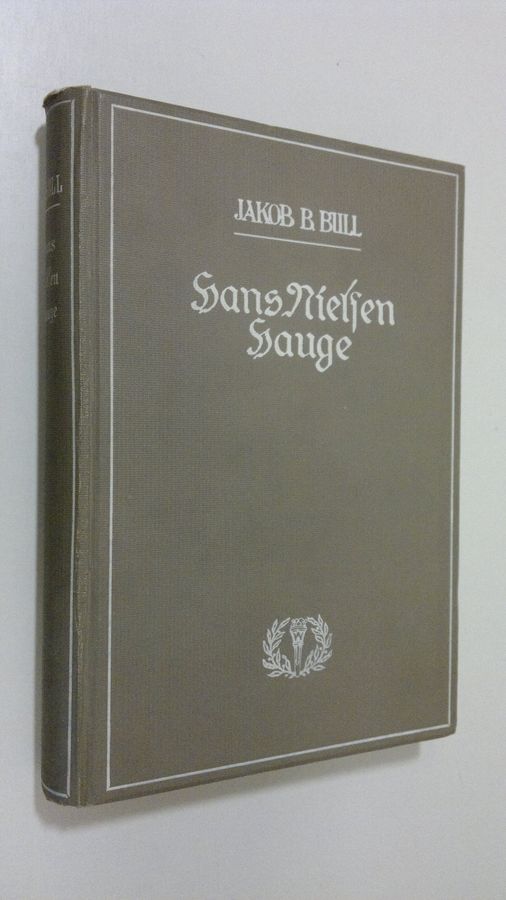 JAKOB B. BULL
Hans Nielsen
Hauge